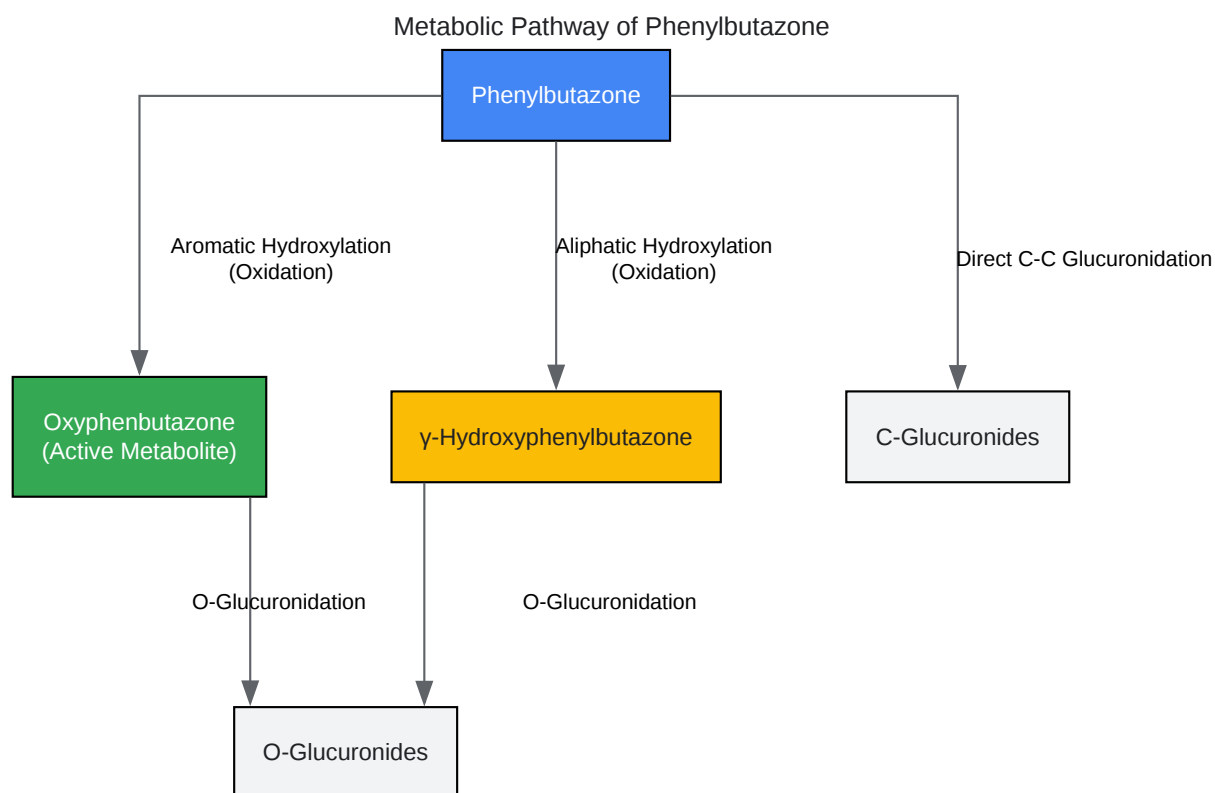 Metabolic Pathway of Phenylbutazone
Phenylbutazone
Aromatic Hydroxylation
(Oxidation)
Aliphatic Hydroxylation
(Oxidation)
Direct C-C Glucuronidation
Oxyphenbutazone
(Active Metabolite)
γ-Hydroxyphenylbutazone
C-Glucuronides
O-Glucuronidation
O-Glucuronidation
O-Glucuronides